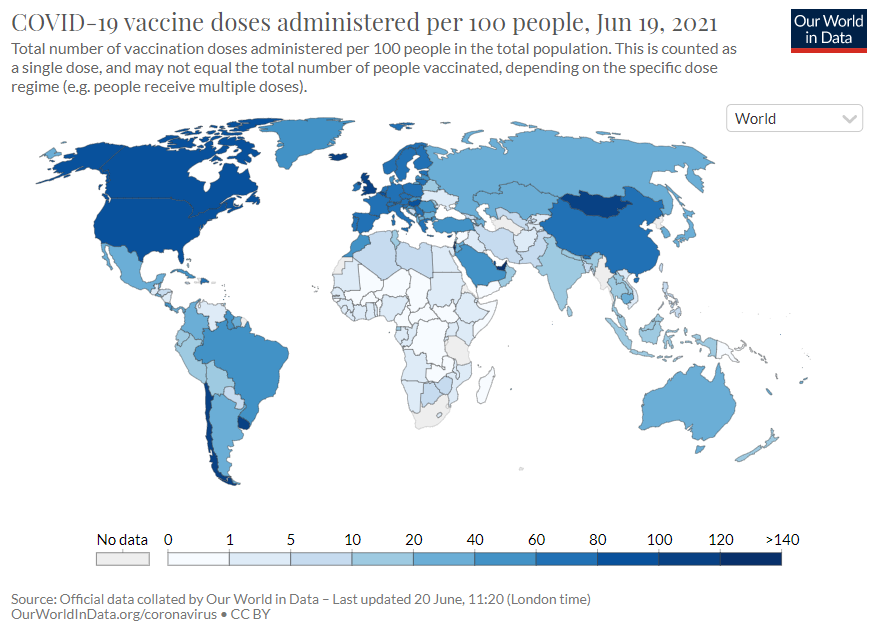 COVID-19 vaccine doses administered per 100 people, Jun 19, 2021
Our World
in Data
Total number of vaccination doses administered per 100 people in the total population. This is counted as
a single dose, and may not equal the total number of people vaccinated, depending on the specific dose
regime (e.g. people receive multiple doses).
World
No data 0 1 5 10 20 40 60 80 100 120 >140
Source: Official data collated by Our World in Data – Last updated 20 June, 11:20 (London time)
OurWorldInData.org/coronavirus • CC BY